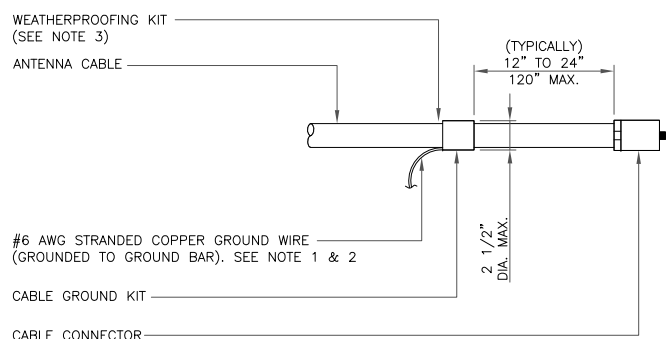 WEATHERPROOFING KIT
(SEE NOTE 3)
ANTENNA CABLE
(TYPICALLY)
12" TO 24"
120" MAX.
2 1/2"
DIA. MAX.
#6 AWG STRANDED COPPER GROUND WIRE
(GROUNDED TO GROUND BAR). SEE NOTE 1 & 2
CABLE GROUND KIT
CABLE CONNECTOR